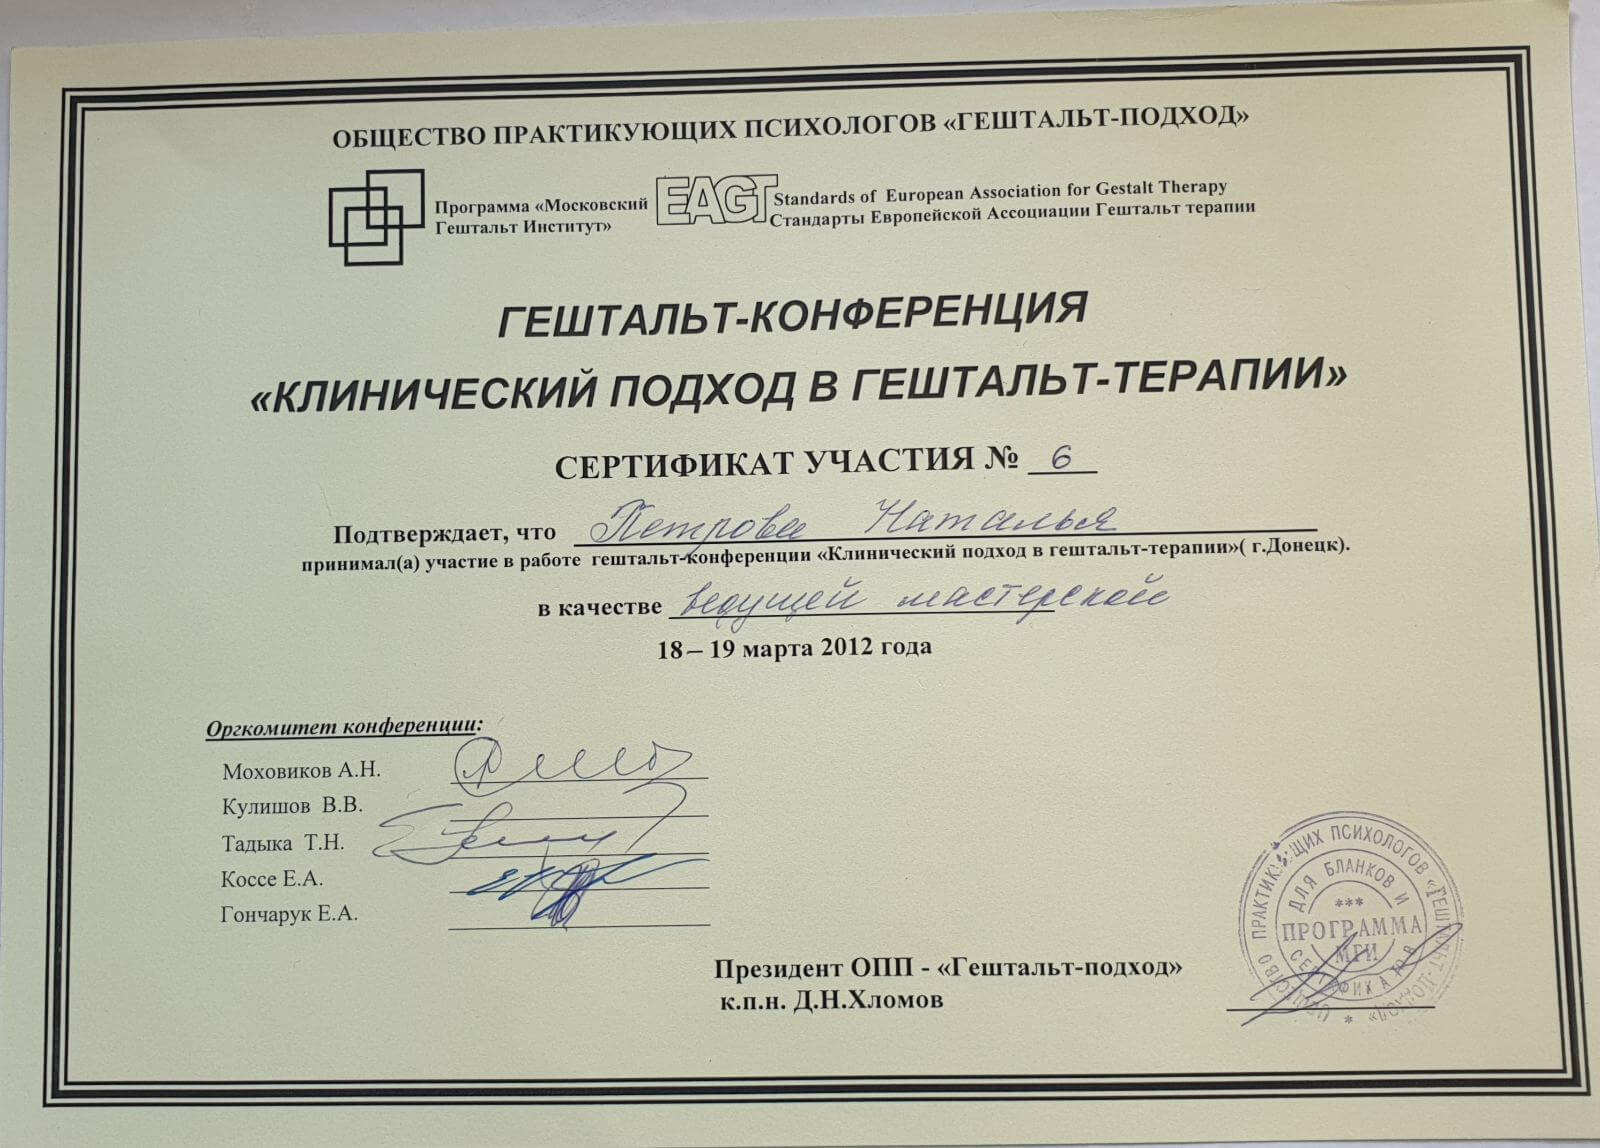 ОБЩЕСТВО ПРАКТИКУЮЩИХ ПСИХОЛОГОВ «ГЕШТАЛЬТ-ПОДХОД»
Программа «Московский
Гештальт Институт»
EAGT
Standards of European Association for Gestalt Therapy
Стандарты Европейской Ассоциации Гештальт терапии
ГЕШТАЛЬТ-КОНФЕРЕНЦИЯ
«КЛИНИЧЕСКИЙ ПОДХОД В ГЕШТАЛЬТ-ТЕРАПИИ»
СЕРТИФИКАТ УЧАСТИЯ № 6
Подтверждает, что Петрова Наталья
принимал(а) участие в работе гештальт-конференции «Клинический подход в гештальт-терапии»( г.Донецк).
в качестве ведущей мастерской
18– 19 марта 2012 года
Оргкомитет конференции:
Моховиков А.Н.
Кулишов В.В.
Тадыка Т.Н.
Коссе Е.А.
Гончарук Е.А.
Президент ОПП - «Гештальт-подход»
к.п.н. Д.Н.Хломов
ДЛЯ БЛАНКОВ И
***
ПРОГРАММА
МГИ